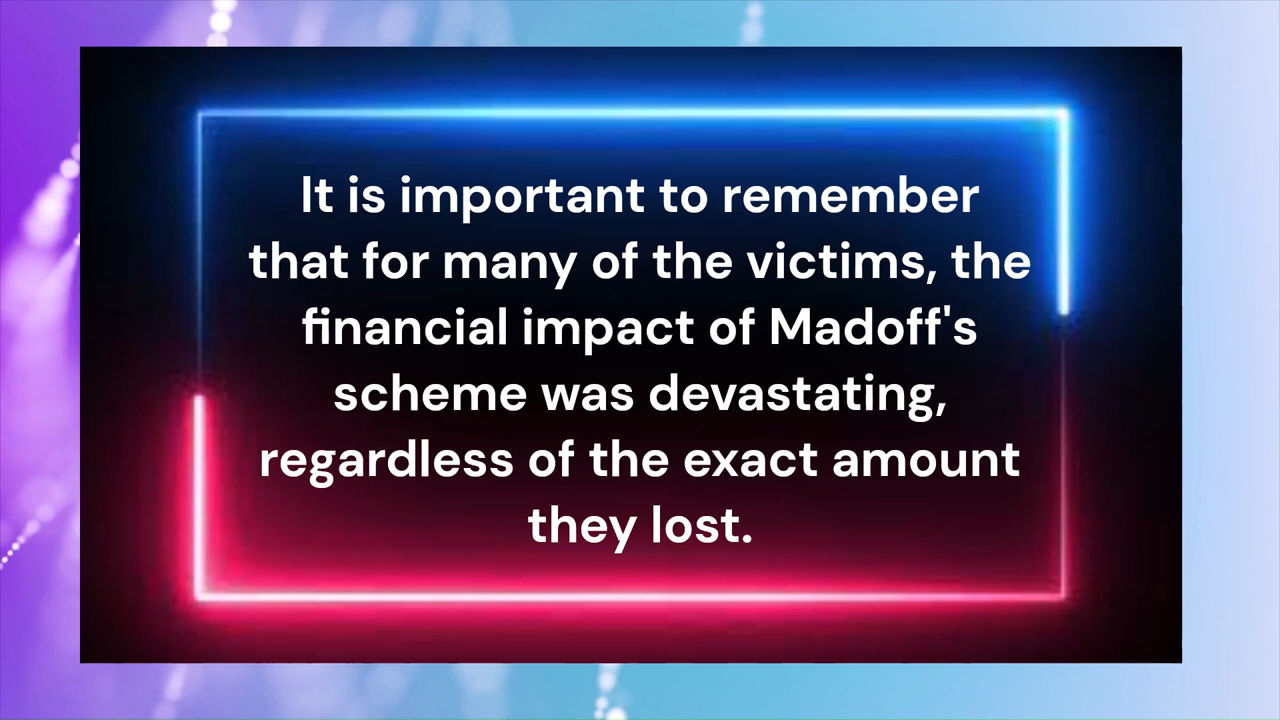 It is important to remember
that for many of the victims, the
financial impact of Madoff's
scheme was devastating,
regardless of the exact amount
they lost.